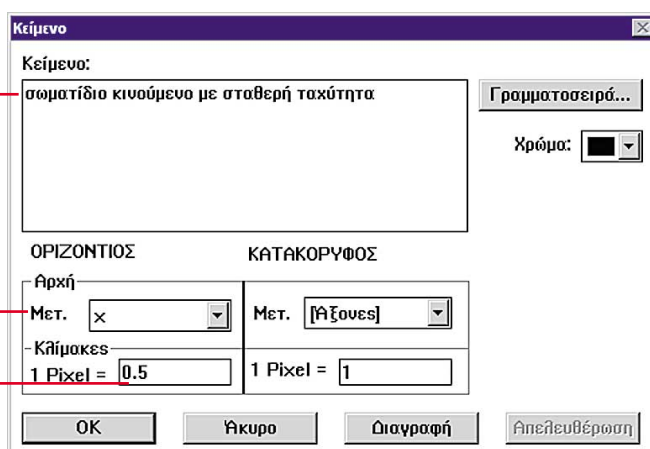 Κείμενο
Κείμενο:
σωματίδιο κινούμενο με σταθερή ταχύτητα
Γραμματοσειρά...
Χρώμα:
ΟΡΙΖΟΝΤΙΟΣ ΚΑΤΑΚΟΡΥΦΟΣ
Αρχή
Μετ. x Μετ. [Άξονες]
Κλίμακες
1 Pixel = 0.5 1 Pixel = 1
OK Άκυρο Διαγραφή Απελευθέρωση